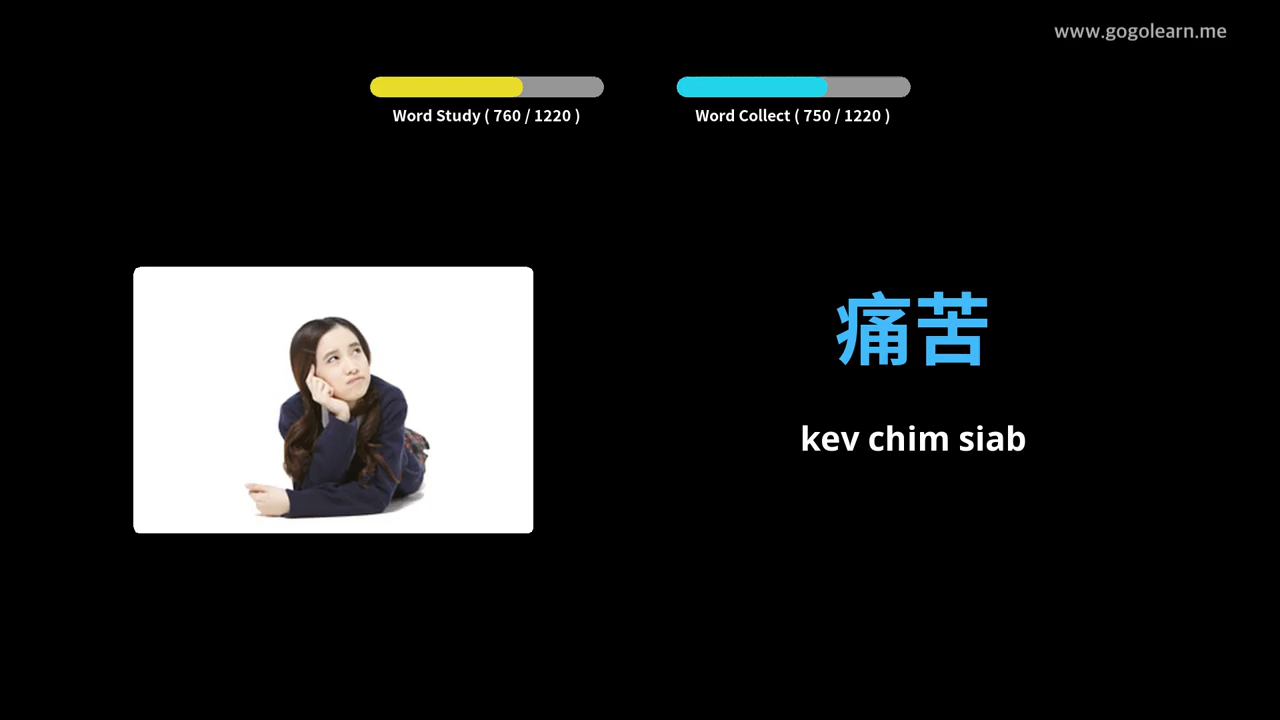 www.gogolearn.me
Word Study ( 760 / 1220 )
Word Collect ( 750 / 1220 )
痛苦
kev chim siab